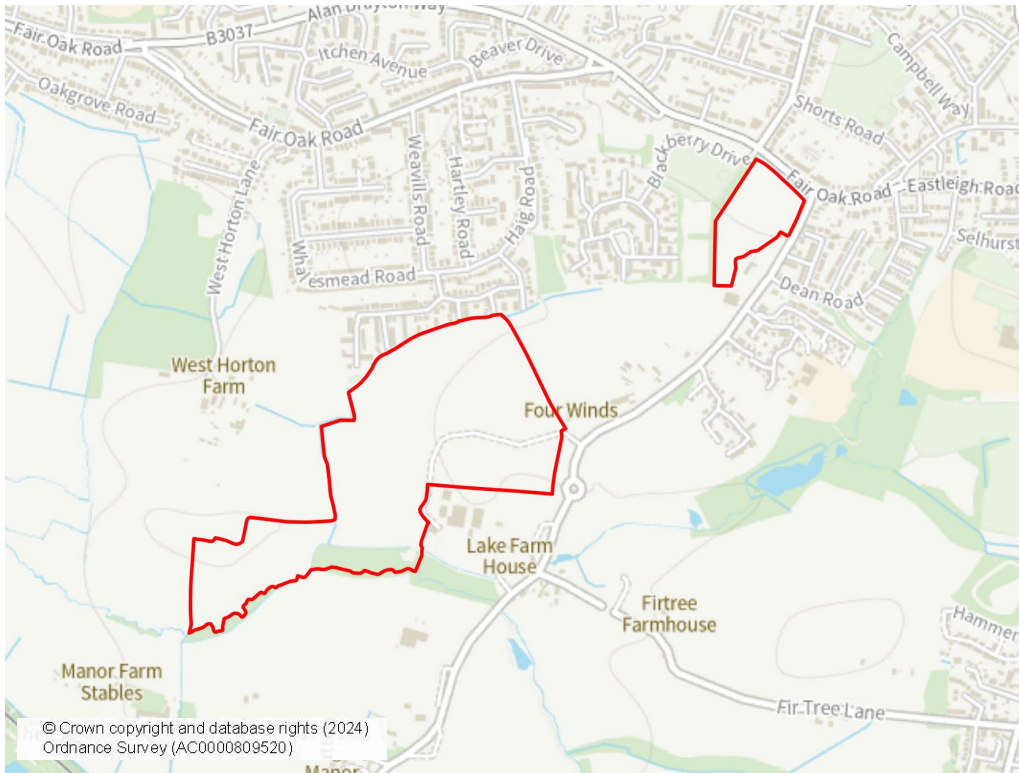 Alan Drayton Way
Fair Oak Road
B3037
Itchen Avenue
Beaver Drive
Campbell Way
Oakgrove Road
Fair Oak Road
Shorts Road
Blackberry Drive
Weavills Road
Hartley Road
Haig Road
West Horton Lane
Fair Oak Road
Eastleigh Road
Selhurst
Whalesmead Road
Dean Road
West Horton
Farm
Four Winds
Lake Farm
House
Firtree
Farmhouse
Hammer
Manor Farm
Stables
Fir Tree Lane
© Crown copyright and database rights (2024)
Ordnance Survey (AC0000809520)
Manor